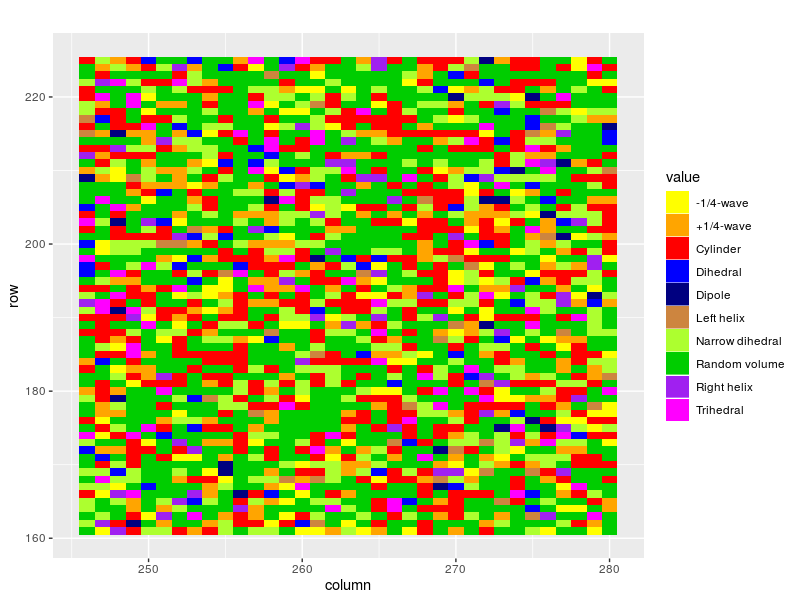 220
200
180
160
250
260
270
280
column
row
value
-1/4-wave
+1/4-wave
Cylinder
Dihedral
Dipole
Left helix
Narrow dihedral
Random volume
Right helix
Trihedral